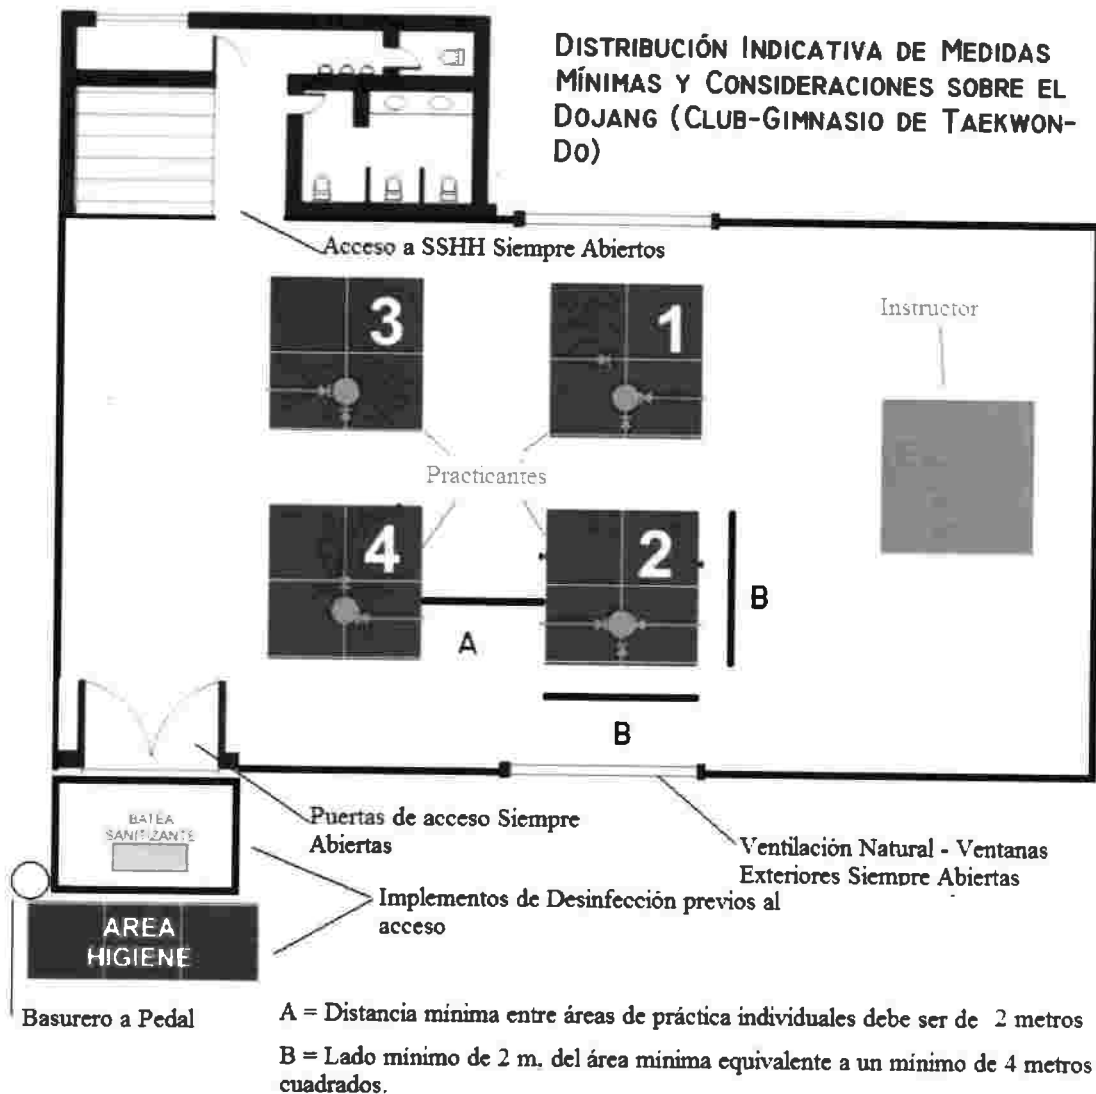 DISTRIBUCIÓN INDICATIVA DE MEDIDAS
MÍNIMAS Y CONSIDERACIONES SOBRE EL
DOJANG (CLUB-GIMNASIO DE TAEKWON-
DO)
Acceso a SSHH Siempre Abiertos
3
1
Instructor
Practicantes
4
2
A
B
B
BATEA
SANITIZANTE
Puertas de acceso Siempre
Abiertas
Ventilación Natural - Ventanas
Exteriores Siempre Abiertas
Implementos de Desinfección previos al
acceso
AREA
HIGIENE
Basurero a Pedal
A = Distancia mínima entre áreas de práctica individuales debe ser de 2 metros
B = Lado mínimo de 2 m. del área mínima equivalente a un mínimo de 4 metros
cuadrados.